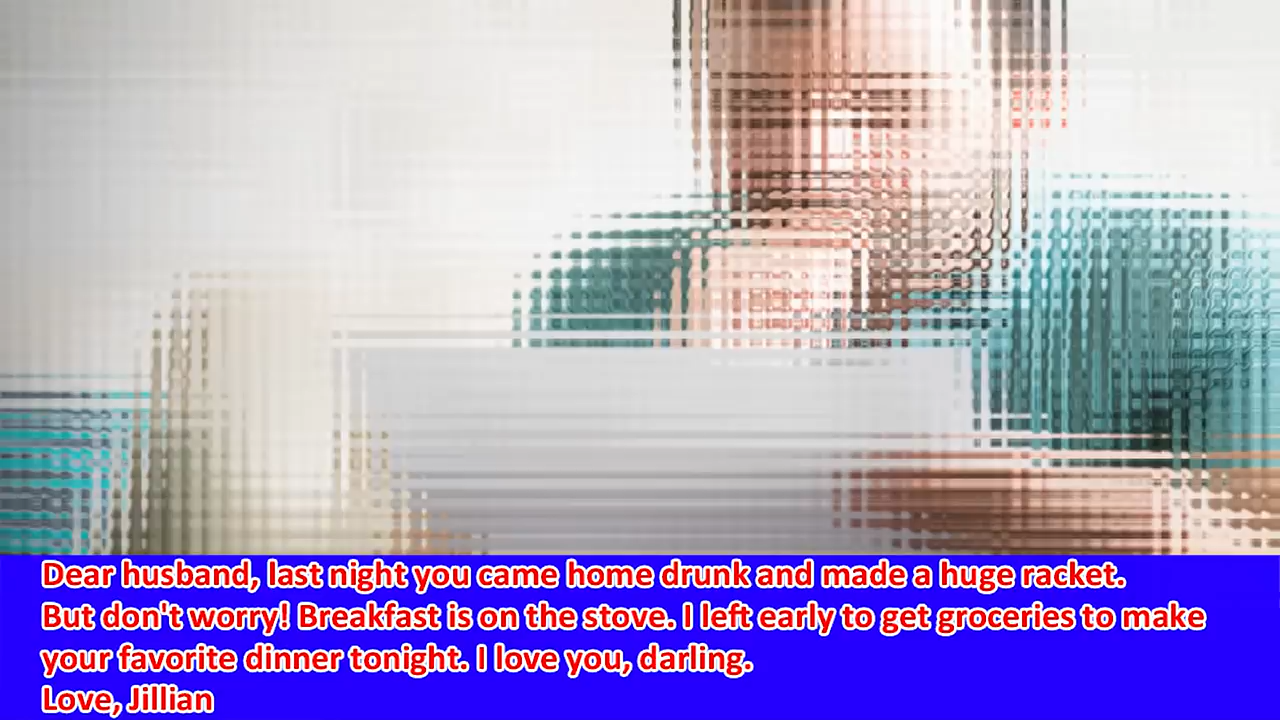 Dear husband, last night you came home drunk and made a huge racket.
But don't worry! Breakfast is on the stove. I left early to get groceries to make
your favorite dinner tonight. I love you, darling.
Love, Jillian